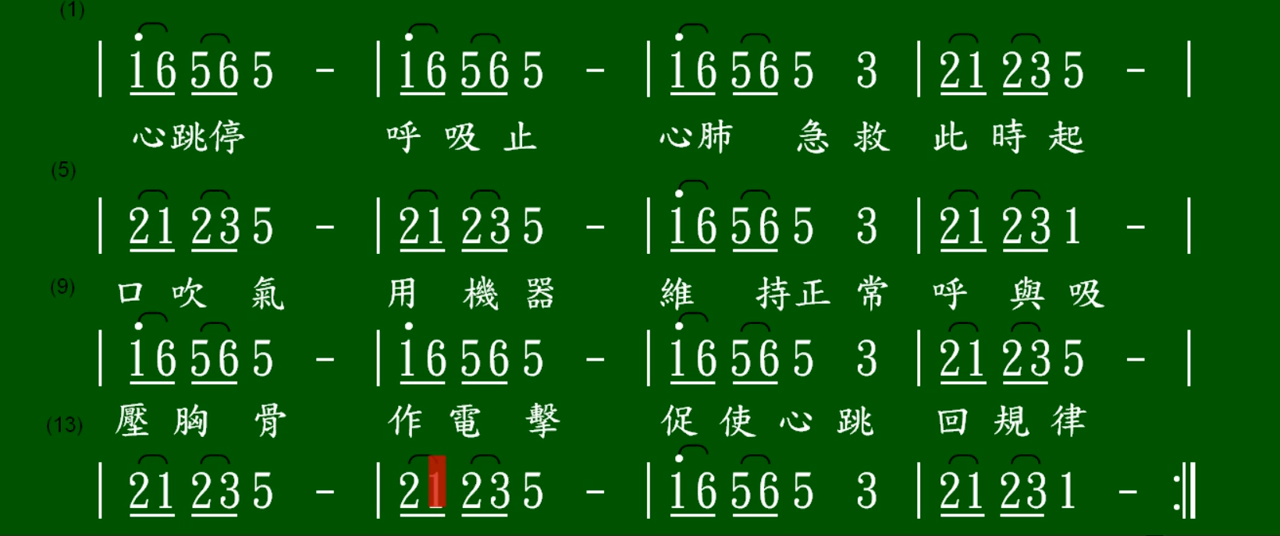 (1)
| 1̇6 56 5 – | 1̇6 56 5 – | 1̇6 56 5 3 | 21 23 5 – |
心跳停 呼吸止 心肺 急救 此時起
(5)
| 21 23 5 – | 21 23 5 – | 1̇6 56 5 3 | 21 23 1 – |
(9) 口吹 氣 用 機器 維 持正常 呼 與吸
| 1̇6 56 5 – | 1̇6 56 5 – | 1̇6 56 5 3 | 21 23 5 – |
(13) 壓胸 骨 作電 擊 促使心跳 回規律
| 21 23 5 – | 21 23 5 – | 1̇6 56 5 3 | 21 23 1 – :||